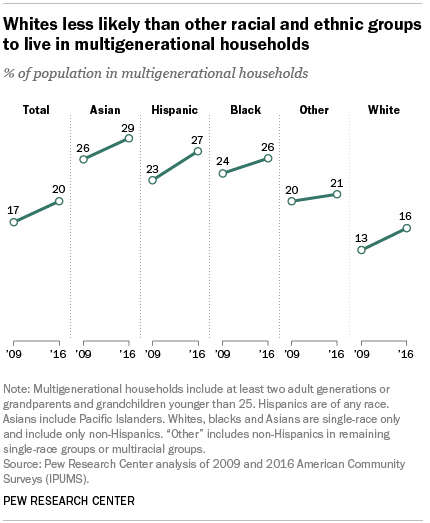 Whites less likely than other racial and ethnic groups
to live in multigenerational households
% of population in multigenerational households
Total Asian Hispanic Black Other White
17 20 26 29 23 27 24 26 20 21 13 16
'09 '16 '09 '16 '09 '16 '09 '16 '09 '16 '09 '16
Note: Multigenerational households include at least two adult generations or
grandparents and grandchildren younger than 25. Hispanics are of any race.
Asians include Pacific Islanders. Whites, blacks and Asians are single-race only
and include only non-Hispanics. “Other” includes non-Hispanics in remaining
single-race groups or multiracial groups.
Source: Pew Research Center analysis of 2009 and 2016 American Community
Surveys (IPUMS).
PEW RESEARCH CENTER